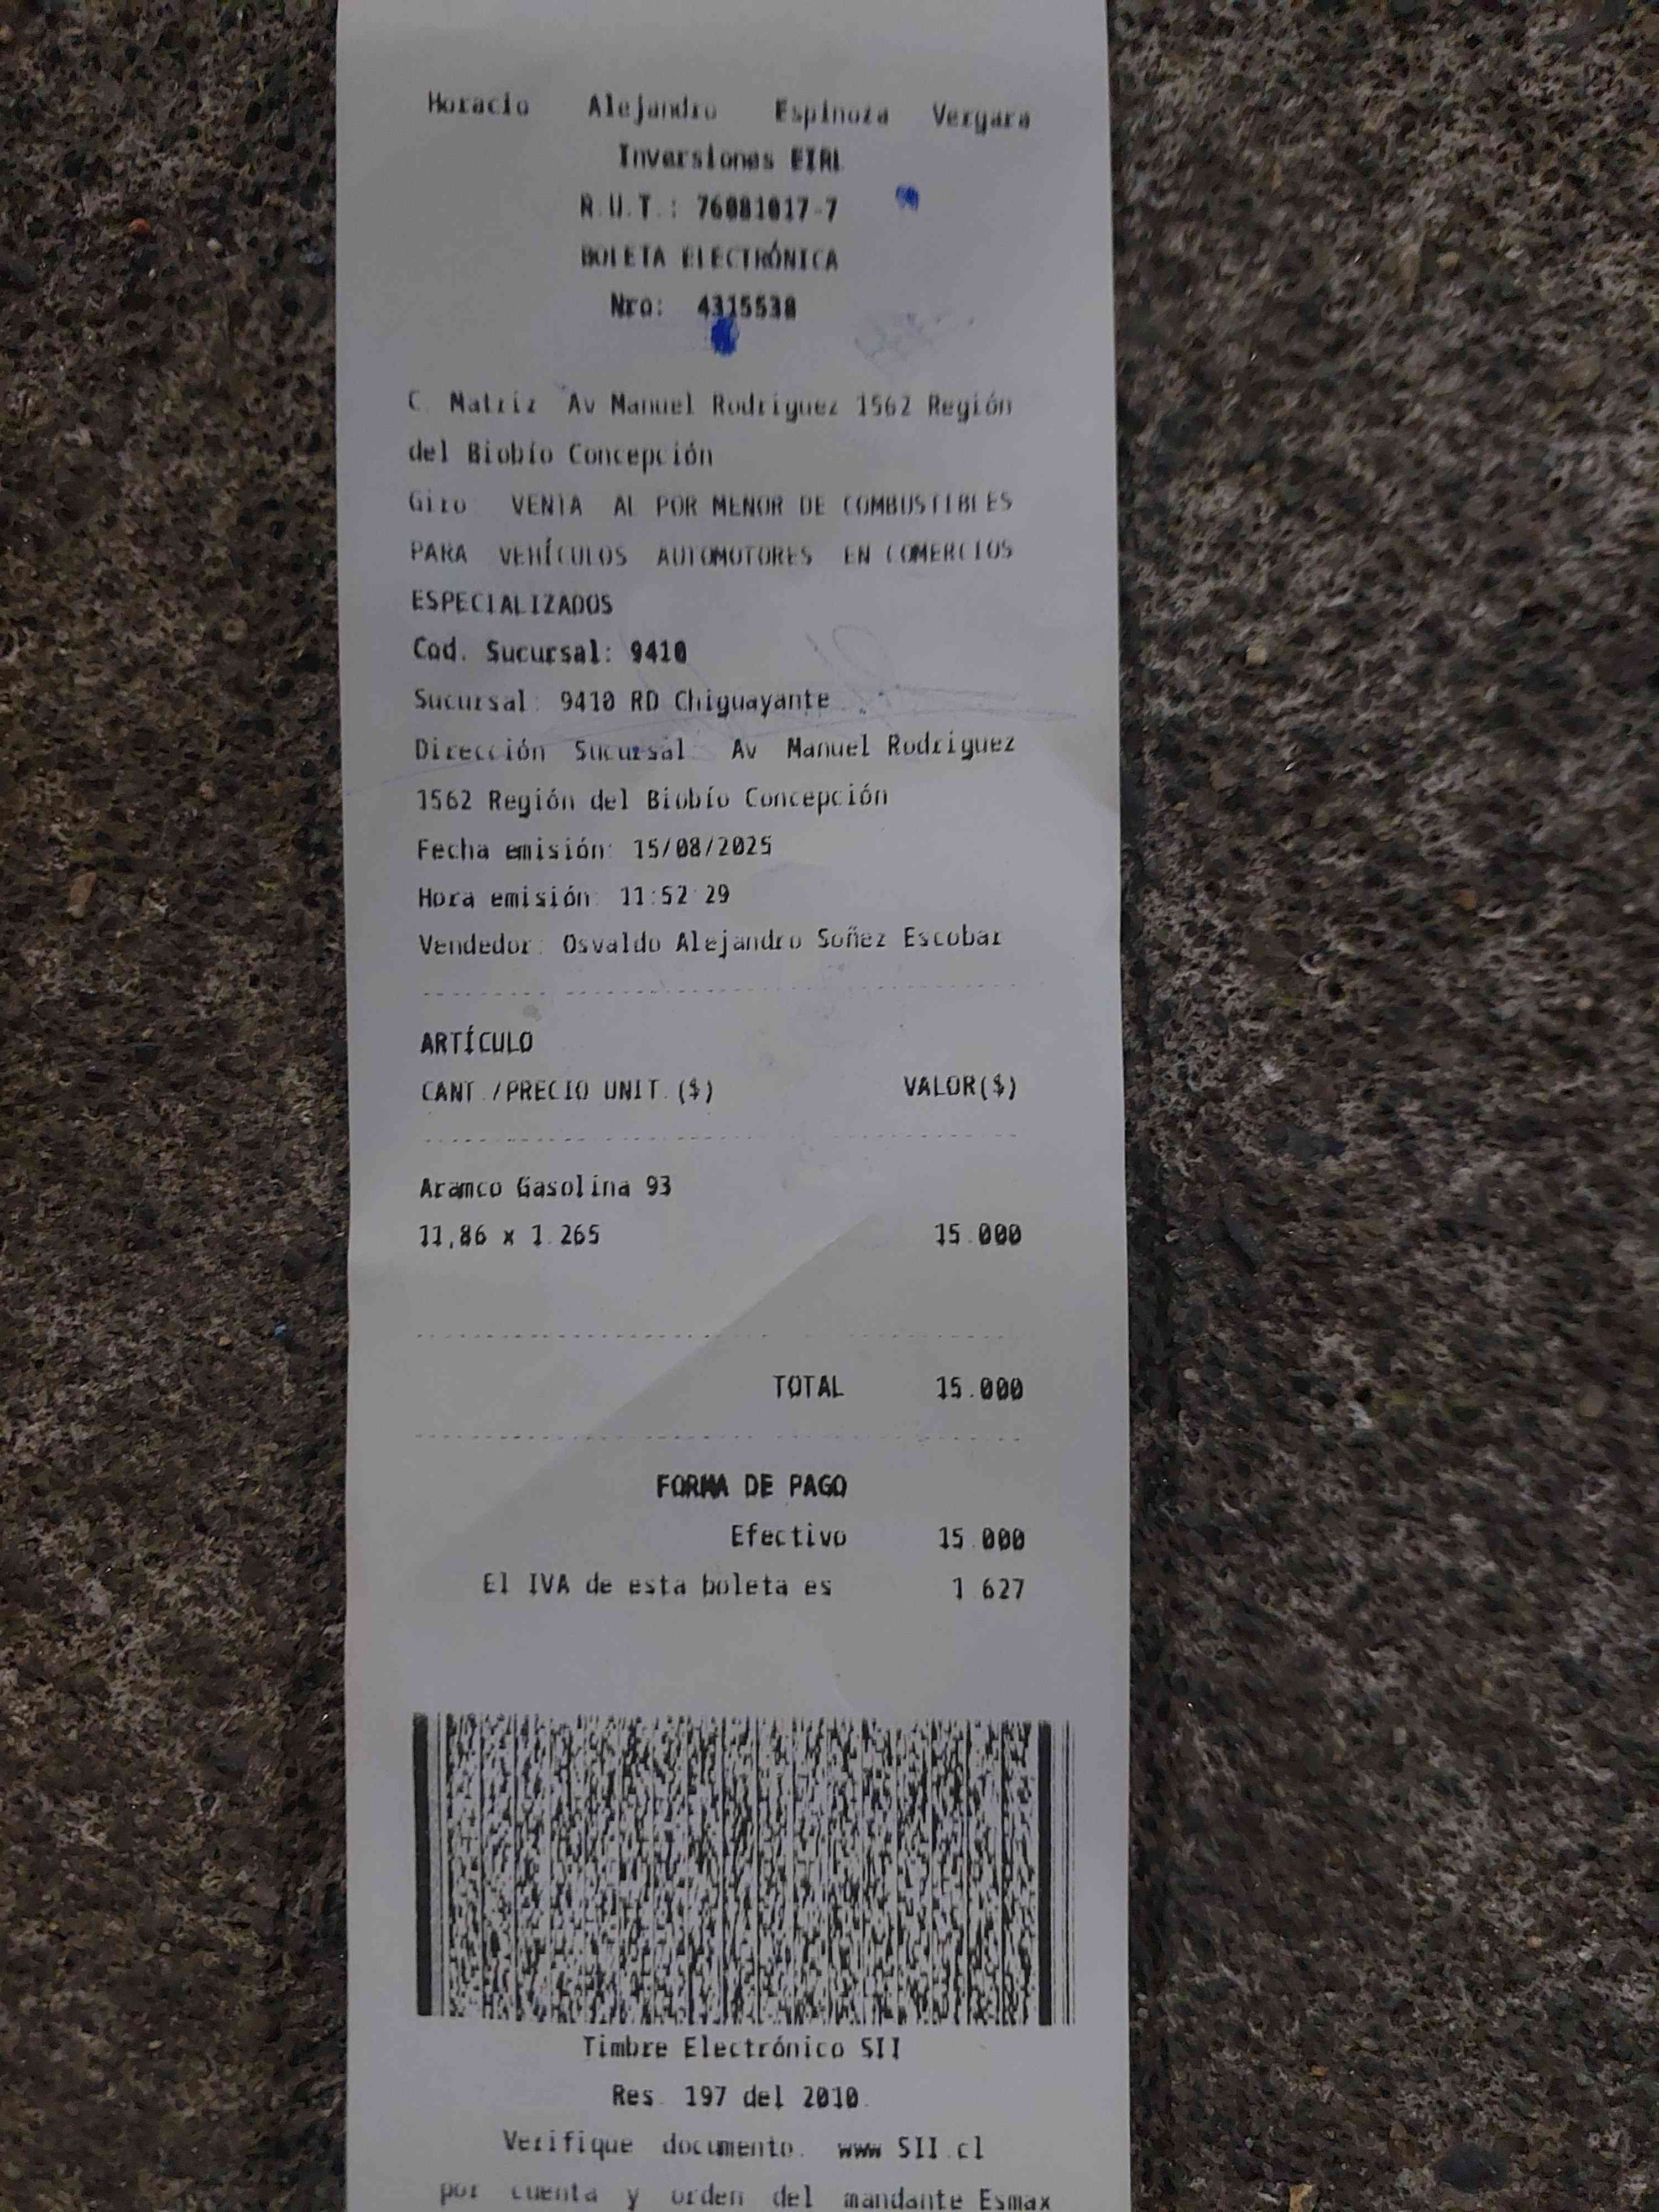 Horacio Alejandro Espinoza Vergara
Inversiones EIRL
R.U.T.: 76081017-7
BOLETA ELECTRÓNICA
Nro: 4315538
C. Matriz Av Manuel Rodriguez 1562 Región
del Biobío Concepción
Giro: VENTA AL POR MENOR DE COMBUSTIBLES
PARA VEHÍCULOS AUTOMOTORES EN COMERCIOS
ESPECIALIZADOS
Cod. Sucursal: 9410
Sucursal: 9410 RD Chiguayante
Dirección Sucursal: Av Manuel Rodriguez
1562 Región del Biobío Concepción
Fecha emisión: 15/08/2025
Hora emisión: 11:52:29
Vendedor: Osvaldo Alejandro Soñez Escobar
ARTÍCULO
CANT./PRECIO UNIT.($) VALOR($)
Aramco Gasolina 93
11,86 x 1.265 15.000
TOTAL 15.000
FORMA DE PAGO
Efectivo 15.000
El IVA de esta boleta es 1.627
Timbre Electrónico SII
Res. 197 del 2010.
Verifique documento. www.SII.cl
por cuenta y orden del mandante Esmax